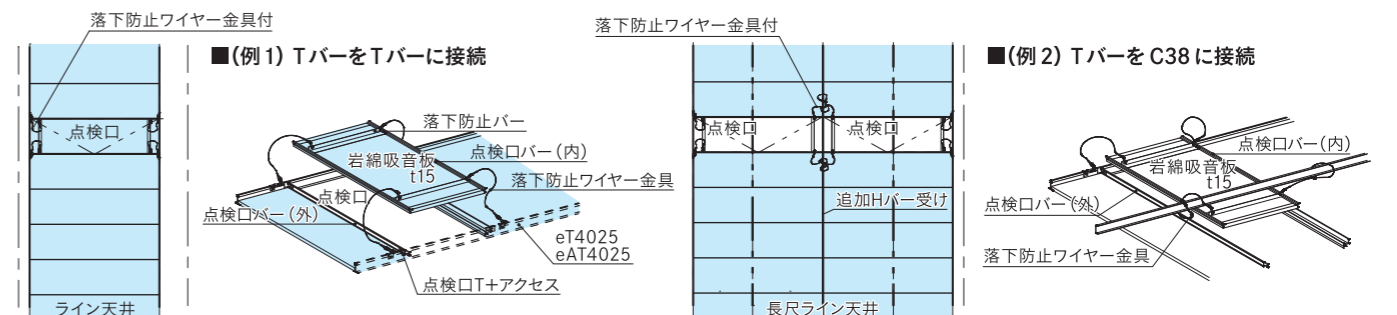 落下防止ワイヤー金具付
点検口
ライン天井
■(例1) TバーをTバーに接続
落下防止バー
岩綿吸音板
t15
点検口バー(内)
点検口
落下防止ワイヤー金具
点検口バー(外)
eT4025
eAT4025
点検口T+アクセス
落下防止ワイヤー金具付
点検口
点検口
追加Hバー受け
長尺ライン天井
■(例2) TバーをC38に接続
点検口バー(内)
岩綿吸音板
t15
点検口バー(外)
落下防止ワイヤー金具